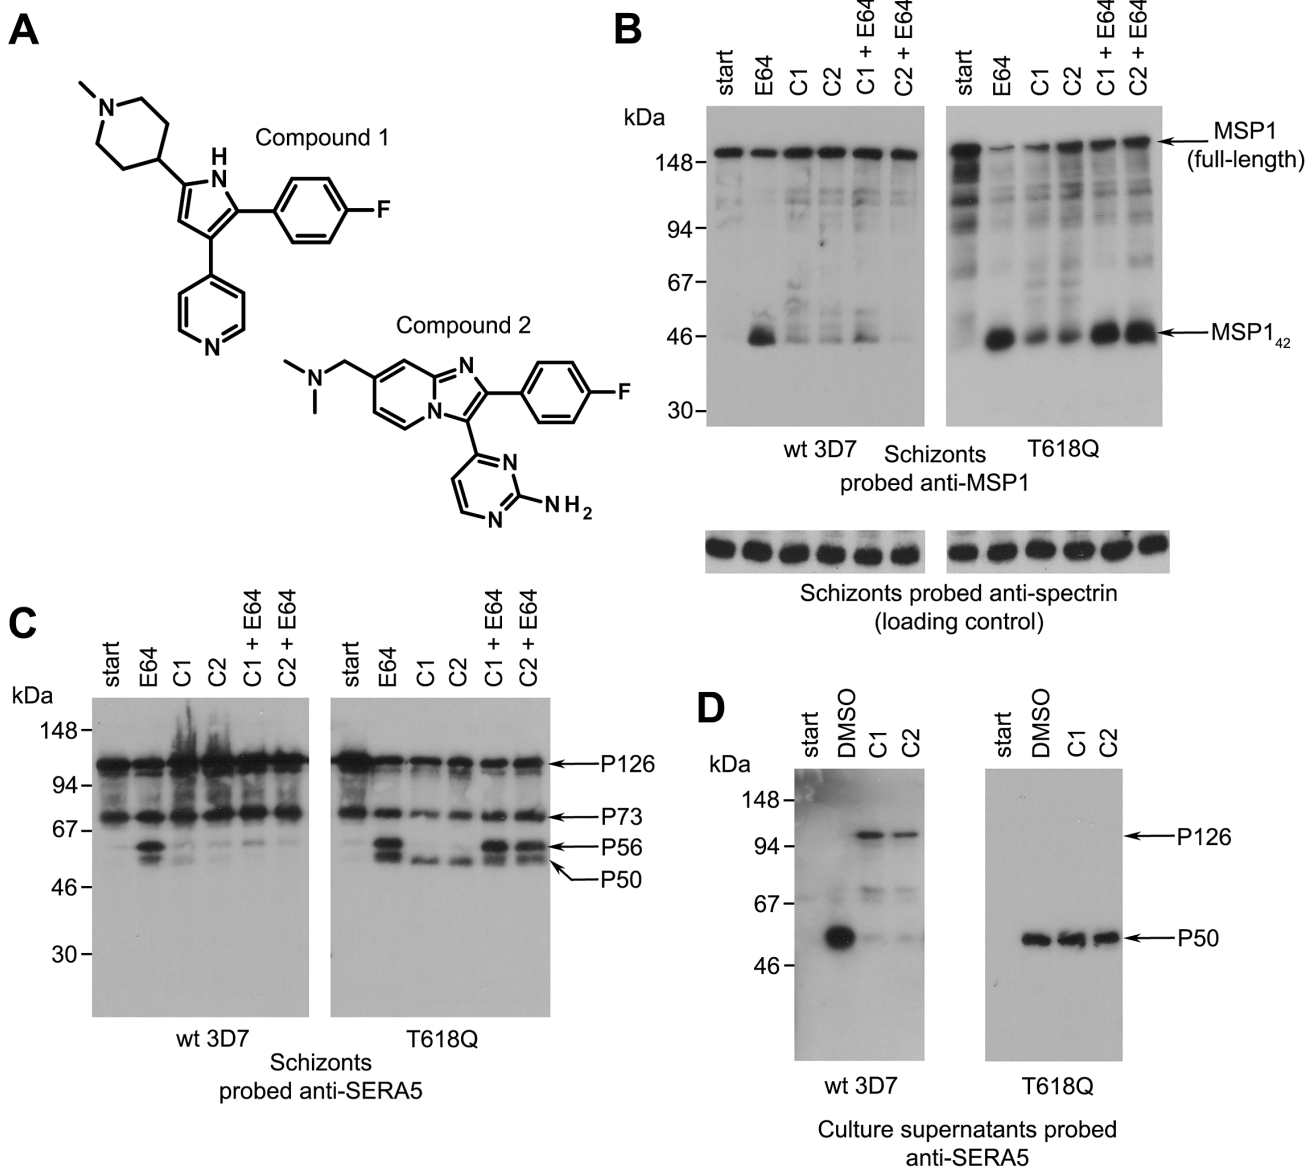 A
N
Compound 1
H
N
F
N
Compound 2
N
N
N
F
N
N
NH2
B
start
E64
C1
C2
C1 + E64
C2 + E64
start
E64
C1
C2
C1 + E64
C2 + E64
kDa
148
94
67
46
30
MSP1
(full-length)
MSP142
wt 3D7
T618Q
Schizonts
probed anti-MSP1
Schizonts probed anti-spectrin
(loading control)
C
start
E64
C1
C2
C1 + E64
C2 + E64
start
E64
C1
C2
C1 + E64
C2 + E64
kDa
148
94
67
46
30
P126
P73
P56
P50
wt 3D7
T618Q
Schizonts
probed anti-SERA5
D
start
DMSO
C1
C2
start
DMSO
C1
C2
kDa
148
94
67
46
P126
P50
wt 3D7
T618Q
Culture supernatants probed
anti-SERA5